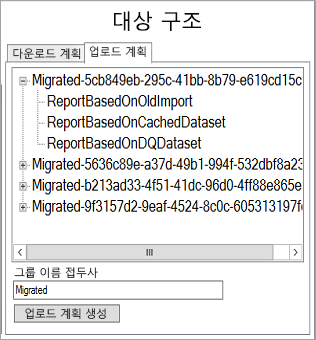 대상 구조
다운로드 계획 업로드 계획
Migrated-5cb849eb-295c-41bb-8b79-e619cd15c
ReportBasedOnOldImport
ReportBasedOnCachedDataset
ReportBasedOnDQDataset
Migrated-5636c89e-a37d-49b1-994f-532dbf8a23
Migrated-b213ad33-4f51-41dc-96d0-4ff88e865e
Migrated-9f3157d2-9eaf-4524-8c0c-605313197f
그룹 이름 접두사
Migrated
업로드 계획 생성